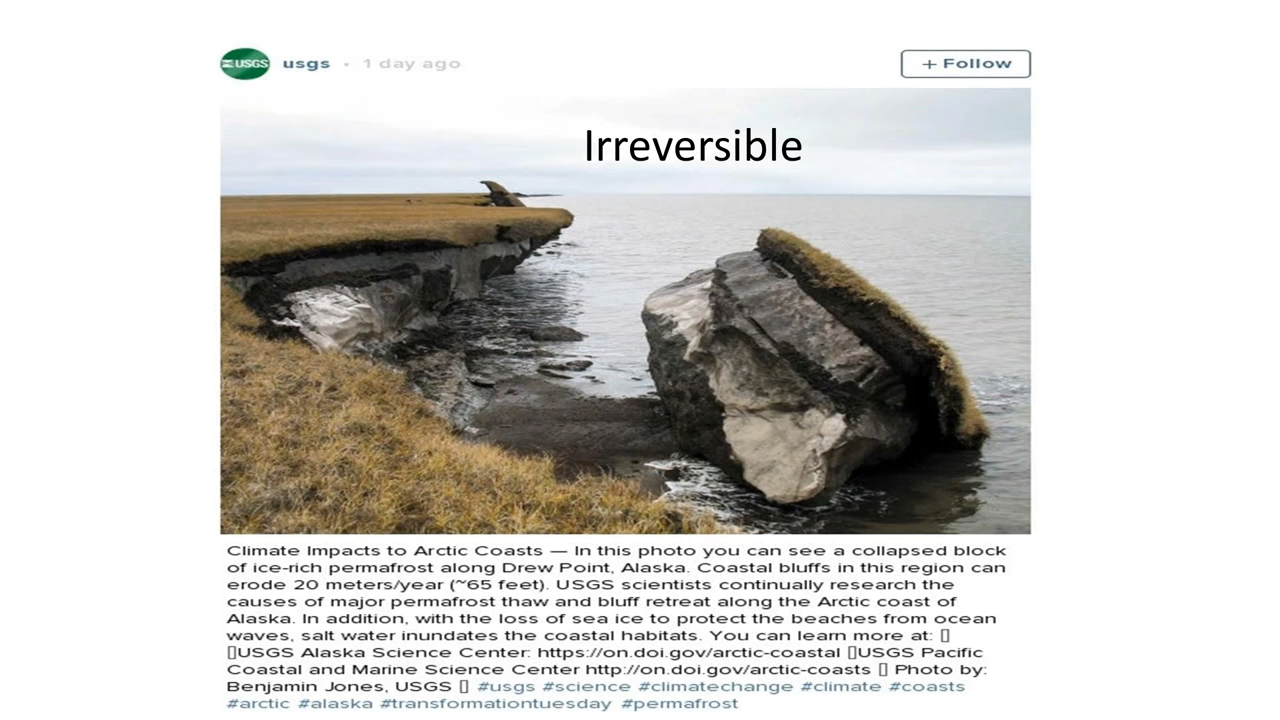 USGS usgs • 1 day ago + Follow
Irreversible
Climate Impacts to Arctic Coasts — In this photo you can see a collapsed block
of ice-rich permafrost along Drew Point, Alaska. Coastal bluffs in this region can
erode 20 meters/year (~65 feet). USGS scientists continually research the
causes of major permafrost thaw and bluff retreat along the Arctic coast of
Alaska. In addition, with the loss of sea ice to protect the beaches from ocean
waves, salt water inundates the coastal habitats. You can learn more at: ▯
▯USGS Alaska Science Center: https://on.doi.gov/arctic-coastal ▯USGS Pacific
Coastal and Marine Science Center http://on.doi.gov/arctic-coasts ▯ Photo by:
Benjamin Jones, USGS ▯ #usgs #science #climatechange #climate #coasts
#arctic #alaska #transformationtuesday #permafrost